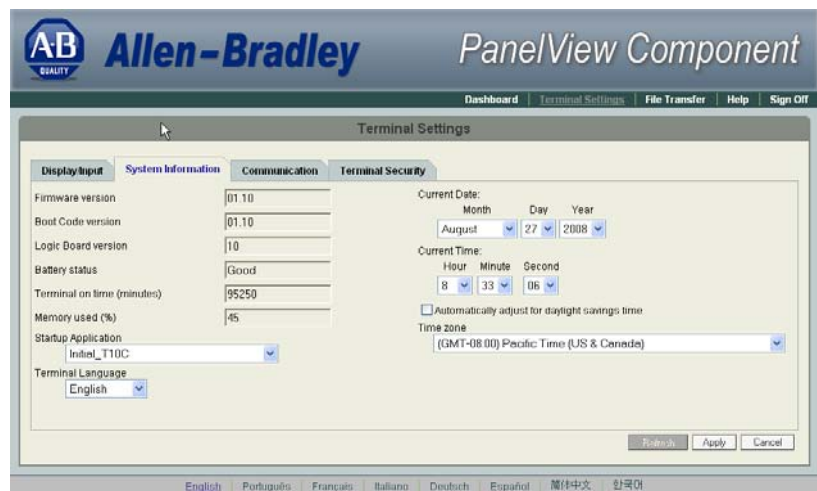 A-B
QUALITY
Allen-Bradley
PanelView Component
Dashboard | Terminal Settings | File Transfer | Help | Sign Off
Terminal Settings
Display/Input
System Information
Communication
Terminal Security
Firmware version 01.10
Boot Code version 01.10
Logic Board version 10
Battery status Good
Terminal on time (minutes) 95250
Memory used (%) 45
Startup Application
Initial_T10C
Terminal Language
English
Current Date:
Month Day Year
August 27 2008
Current Time:
Hour Minute Second
8 33 06
Automatically adjust for daylight savings time
Time zone
(GMT-08:00) Pacific Time (US & Canada)
Refresh Apply Cancel
English | Português | Français | Italiano | Deutsch | Español | 简体中文 | 한국어